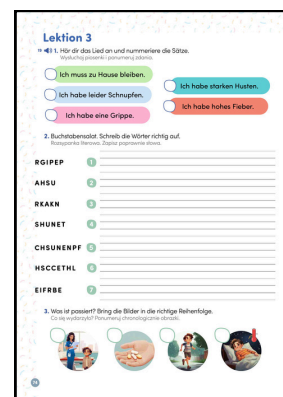 Lektion 3
19 1. Hör dir das Lied an und nummeriere die Sätze.
Wysłuchaj piosenki i ponumeruj zdania.
Ich muss zu Hause bleiben.
Ich habe starken Husten.
Ich habe leider Schnupfen.
Ich habe hohes Fieber.
Ich habe eine Grippe.
2. Buchstabensalat. Schreib die Wörter richtig auf.
Rozsypanka literowa. Zapisz poprawnie słowa.
RGIPEP 1
AHSU 2
RKAKN 3
SHUNET 4
CHSUNENPF 5
HSCCETHL 6
EIFRBE 7
3. Was ist passiert? Bring die Bilder in die richtige Reihenfolge.
Co się wydarzyło? Ponumeruj chronologicznie obrazki.